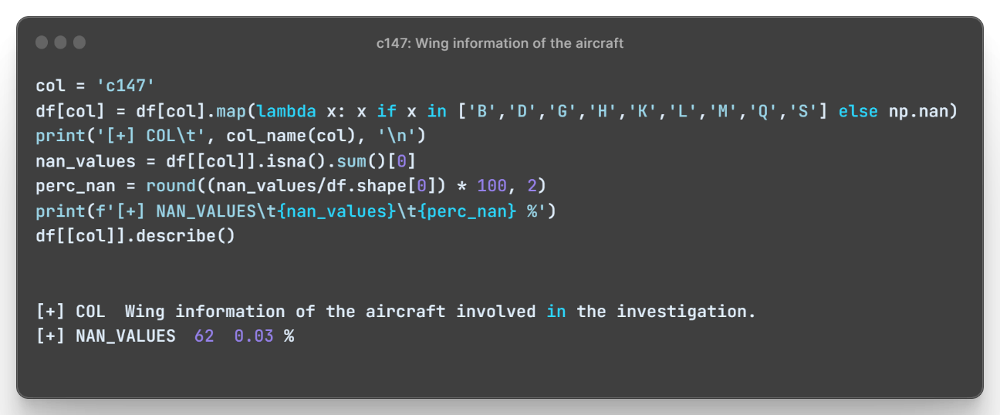 c147: Wing information of the aircraft
col = 'c147'
df[col] = df[col].map(lambda x: x if x in ['B','D','G','H','K','L','M','Q','S'] else np.nan)
print('[+] COL\t', col_name(col), '\n')
nan_values = df[[col]].isna().sum()[0]
perc_nan = round((nan_values/df.shape[0]) * 100, 2)
print(f'[+] NAN_VALUES\t{nan_values}\t{perc_nan} %')
df[[col]].describe()
[+] COL  Wing information of the aircraft involved in the investigation.
[+] NAN_VALUES  62  0.03 %